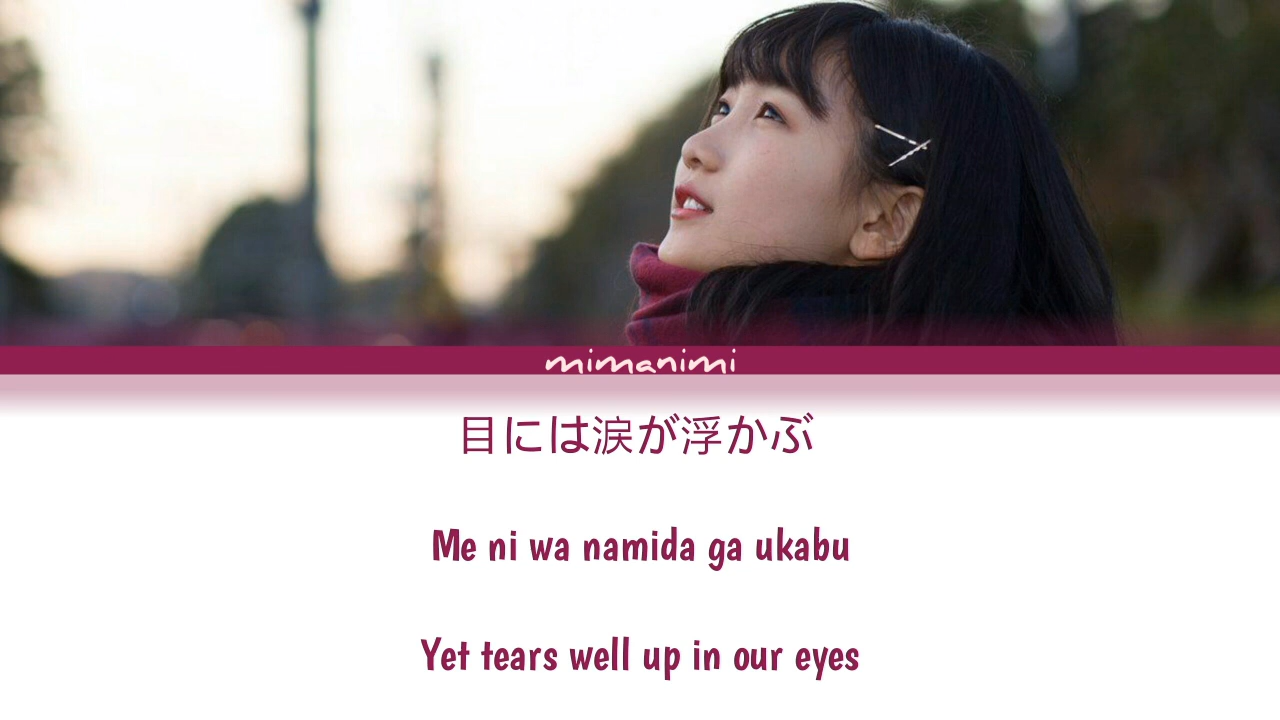 mimanimi
目には涙が浮かぶ
Me ni wa namida ga ukabu
Yet tears well up in our eyes